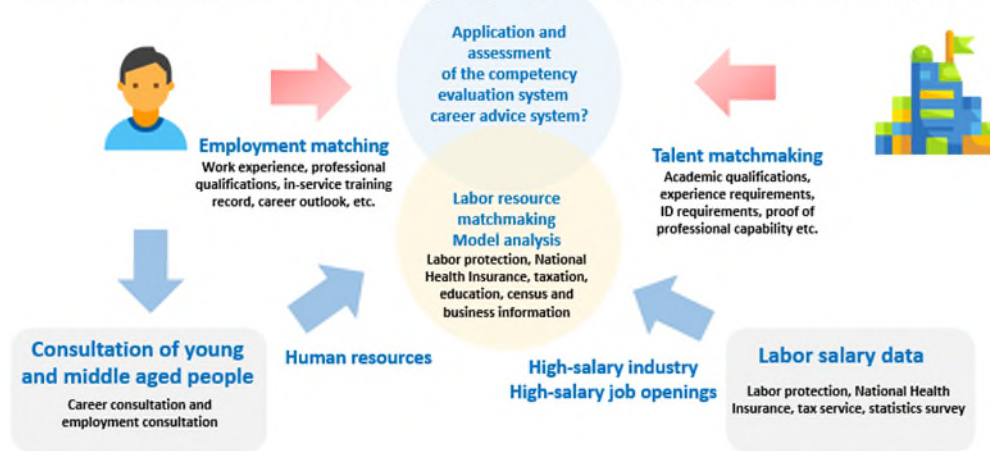 Application and
assessment
of the competency
evaluation system
career advice system?
Employment matching
Work experience, professional
qualifications, in-service training
record, career outlook, etc.
Talent matchmaking
Academic qualifications,
experience requirements,
ID requirements, proof of
professional capability etc.
Labor resource
matchmaking
Model analysis
Labor protection, National
Health Insurance, taxation,
education, census and
business information
Consultation of young
and middle aged people
Career consultation and
employment consultation
Human resources
High-salary industry
High-salary job openings
Labor salary data
Labor protection, National Health
Insurance, tax service, statistics survey